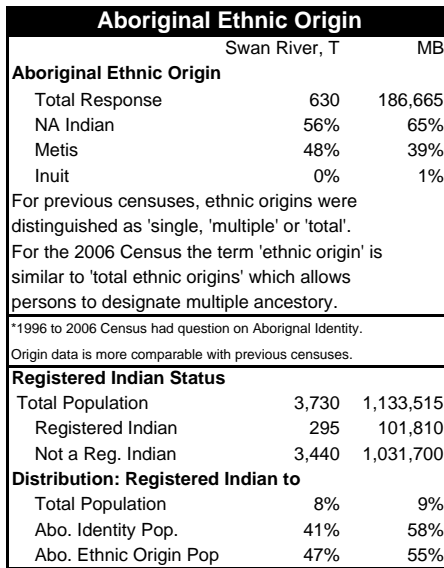 Aboriginal Ethnic Origin
Swan River, T MB
Aboriginal Ethnic Origin
Total Response 630 186,665
NA Indian 56% 65%
Metis 48% 39%
Inuit 0% 1%
For previous censuses, ethnic origins were
distinguished as 'single, 'multiple' or 'total'.
For the 2006 Census the term 'ethnic origin' is
similar to 'total ethnic origins' which allows
persons to designate multiple ancestory.
*1996 to 2006 Census had question on Aborignal Identity.
Origin data is more comparable with previous censuses.
Registered Indian Status
Total Population 3,730 1,133,515
Registered Indian 295 101,810
Not a Reg. Indian 3,440 1,031,700
Distribution: Registered Indian to
Total Population 8% 9%
Abo. Identity Pop. 41% 58%
Abo. Ethnic Origin Pop 47% 55%